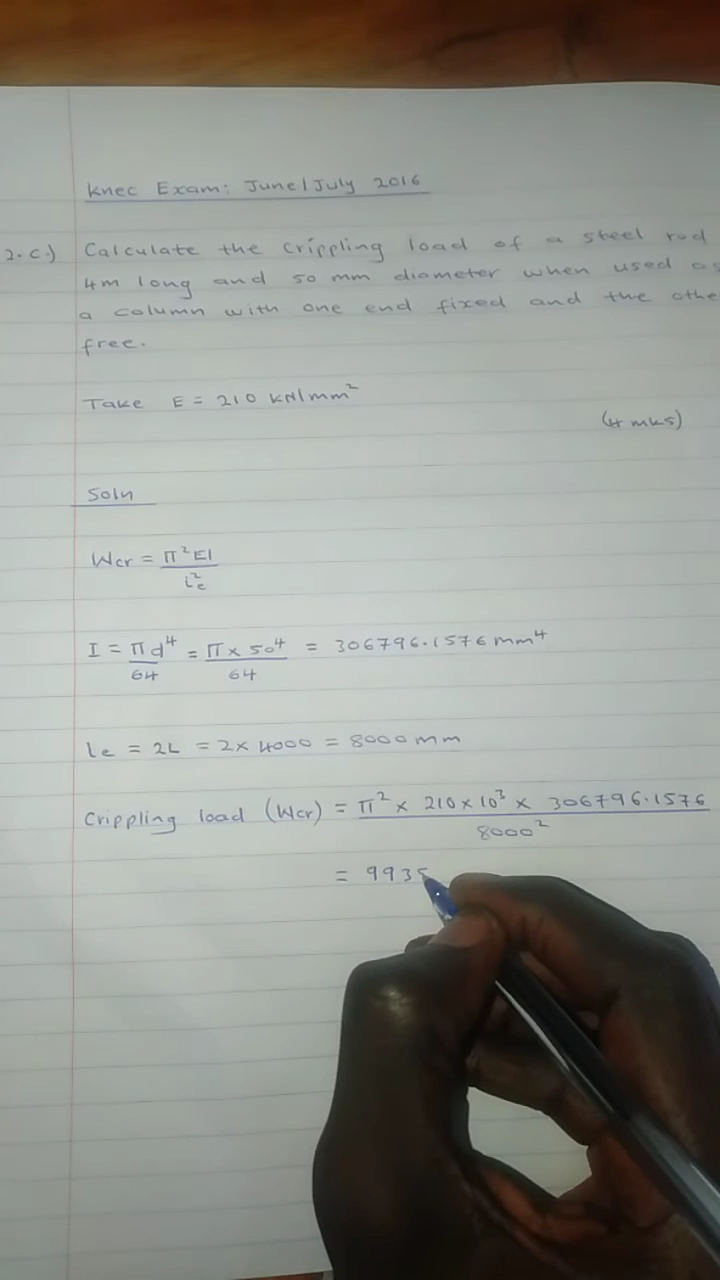 Knec Exam: June/July 2016
2.c.) Calculate the crippling load of a steel rod
4m long and 50 mm diameter when used as
a column with one end fixed and the othe
free.
Take E = 210 kN/mm²
(4 mks)
Soln
Wcr = π²EI / Le²
I = πd⁴/64 = π × 50⁴/64 = 306796.1576 mm⁴
le = 2L = 2 × 4000 = 8000 mm
Crippling load (Wcr) = π² × 210 × 10³ × 306796.1576 / 8000²
= 9935